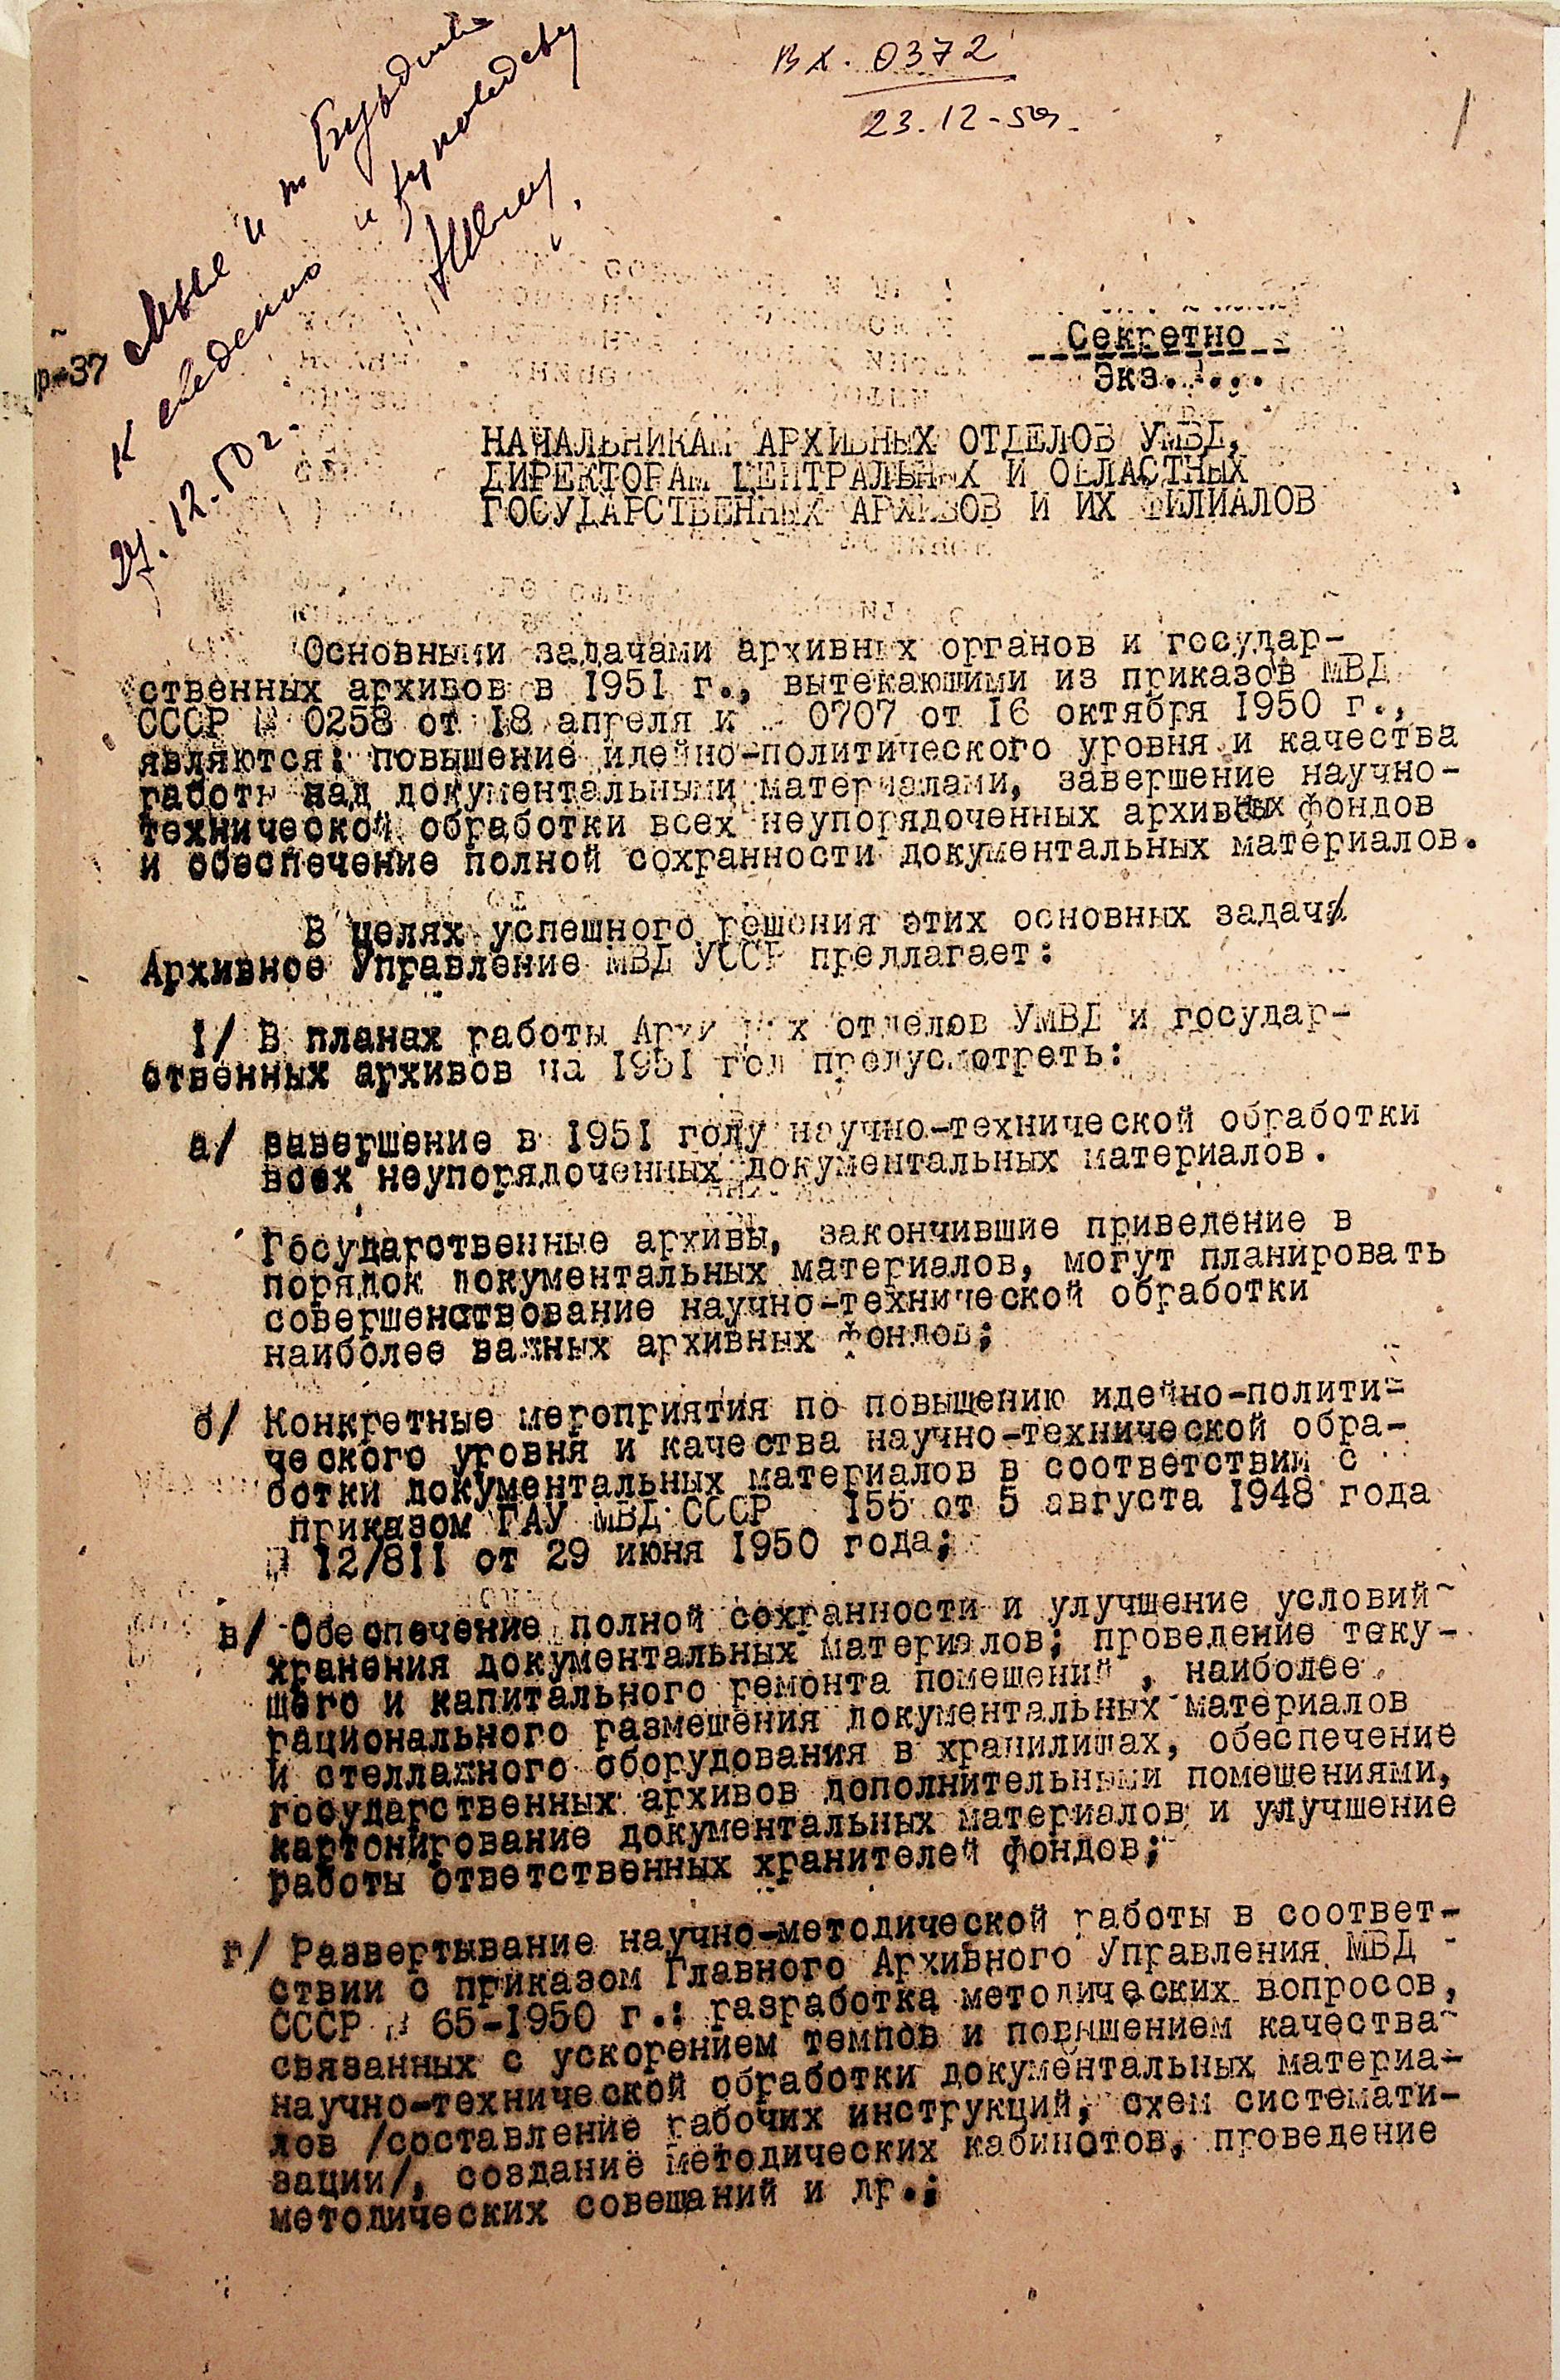 Вх. 0372
23.12-50г.
1
и т.
к сведению и руководству
27.12-50г.
р-37
Секретно
Экз.....
НАЧАЛЬНИКАМ АРХИВНЫХ ОТДЕЛОВ УМВД,
ДИРЕКТОРАМ ЦЕНТРАЛЬНЫХ И ОБЛАСТНЫХ
ГОСУДАРСТВЕННЫХ АРХИВОВ И ИХ ФИЛИАЛОВ
Основными задачами архивных органов и государ-
ственных архивов в 1951 г., вытекающими из приказов МВД
СССР № 0258 от 18 апреля и 0707 от 16 октября 1950 г.,
являются: повышение идейно-политического уровня и качества
работы над документальными материалами, завершение научно-
технической обработки всех неупорядоченных архивных фондов
и обеспечение полной сохранности документальных материалов.
В целях успешного решения этих основных задач
Архивное Управление МВД УССР предлагает:
1/ В планах работы Архивных отделов УМВД и государ-
ственных архивов на 1951 год предусмотреть:
а/ завершение в 1951 году научно-технической обработки
всех неупорядоченных документальных материалов.
Государственные архивы, закончившие приведение в
порядок документальных материалов, могут планировать
совершенствование научно-технической обработки
наиболее важных архивных фондов;
б/ Конкретные мероприятия по повышению идейно-полити-
ческого уровня и качества научно-технической обра-
ботки документальных материалов в соответствии с
приказом ГАУ МВД СССР 155 от 5 августа 1948 года
№ 12/811 от 29 июня 1950 года;
в/ Обеспечение полной сохранности и улучшение условий
хранения документальных материалов; проведение теку-
щего и капитального ремонта помещений , наиболее
рационального размещения документальных материалов
и стеллажного оборудования в хранилищах, обеспечение
государственных архивов дополнительными помещениями,
картонирование документальных материалов и улучшение
работы ответственных хранителей фондов;
г/ Развертывание научно-методической работы в соответ-
ствии с приказом Главного Архивного Управления МВД
СССР № 65-1950 г.: разработка методических вопросов,
связанных с ускорением темпов и повышением качества
научно-технической обработки документальных материа-
лов /составление рабочих инструкций, схем системати-
зации/, создание методических кабинетов, проведение
методических совещаний и др.;